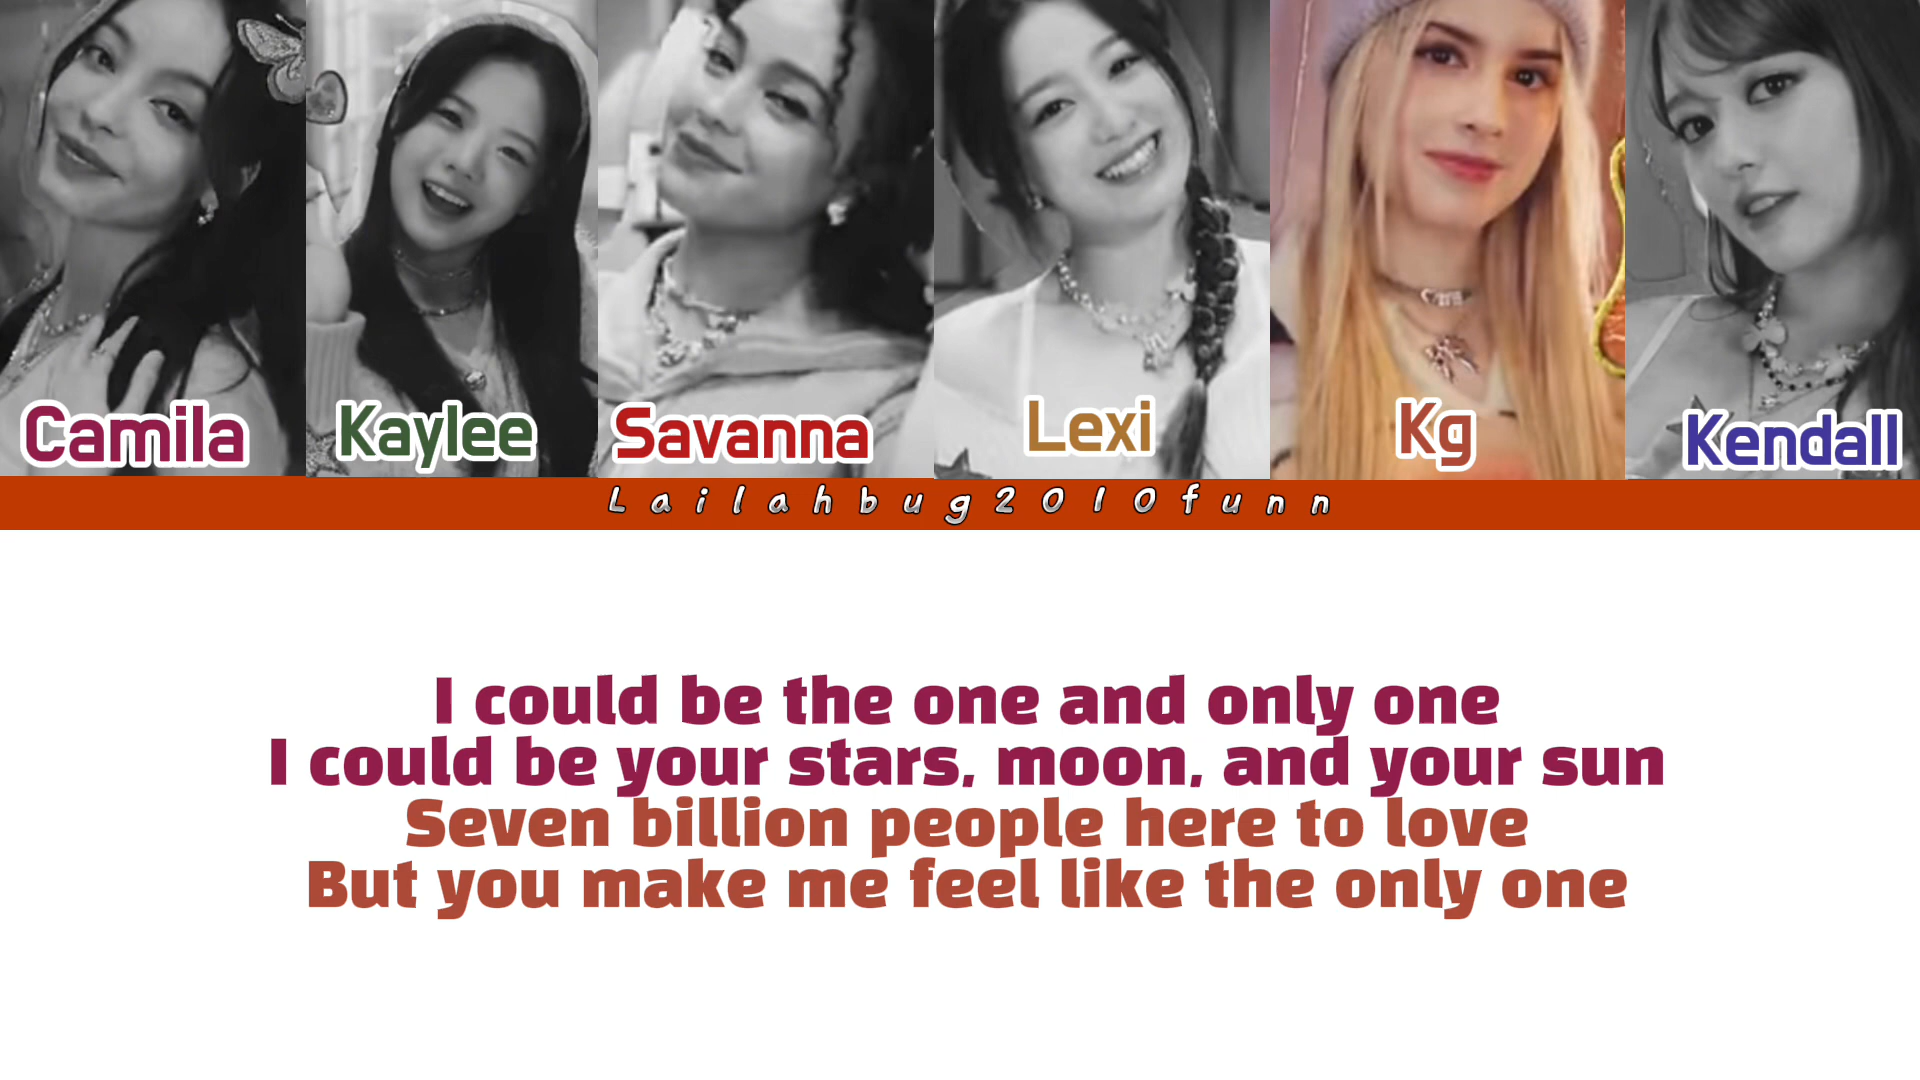 Camila Kaylee Savanna Lexi Kg Kendall
Lailahbug2010funn
I could be the one and only one
I could be your stars, moon, and your sun
Seven billion people here to love
But you make me feel like the only one